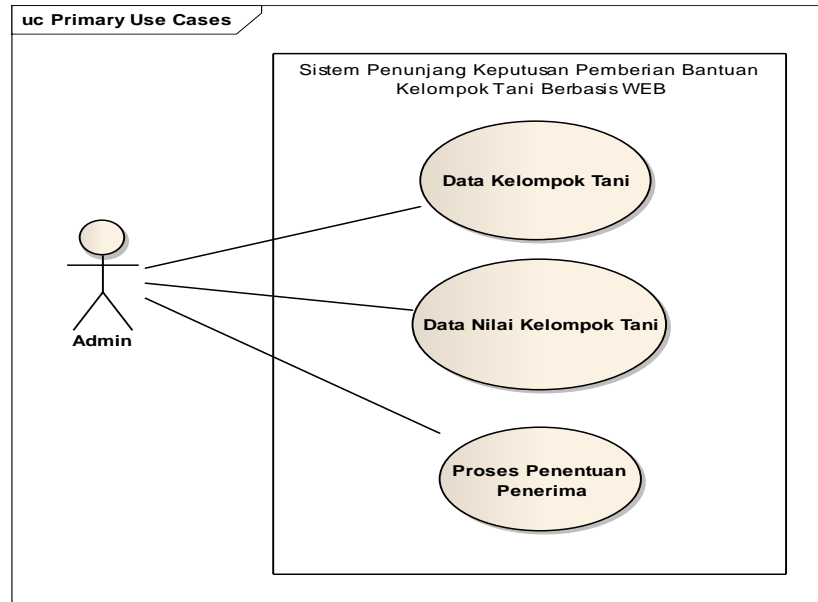 uc Primary Use Cases
Sistem Penunjang Keputusan Pemberian Bantuan
Kelompok Tani Berbasis WEB
Data Kelompok Tani
Data Nilai Kelompok Tani
Proses Penentuan
Penerima
Admin